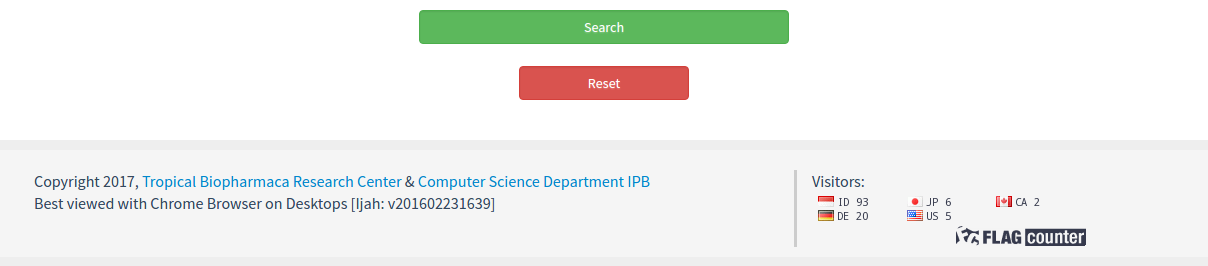 Search
Reset
Copyright 2017, Tropical Biopharmaca Research Center & Computer Science Department IPB
Best viewed with Chrome Browser on Desktops [Ijah: v201602231639]
Visitors:
ID 93 JP 6 CA 2
DE 20 US 5
FLAG counter